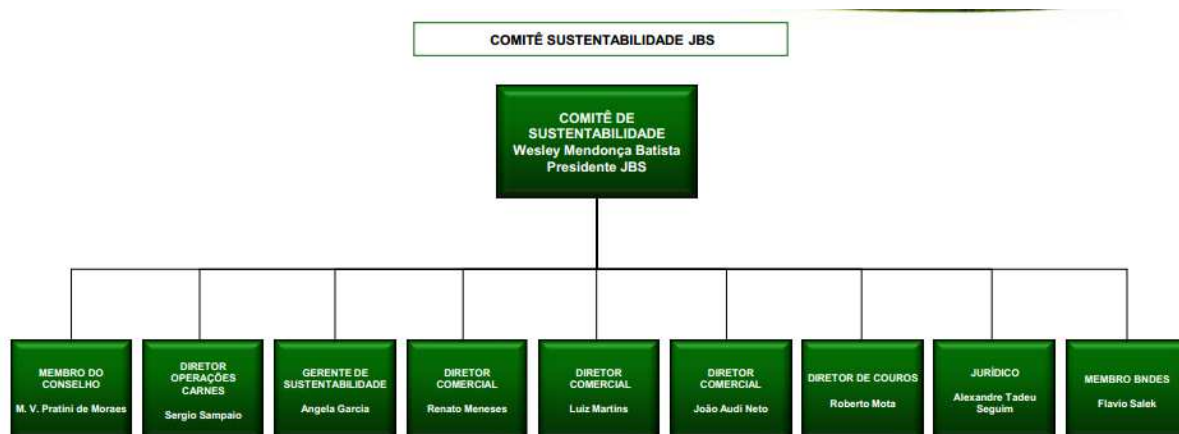 COMITÊ SUSTENTABILIDADE JBS
COMITÊ DE
SUSTENTABILIDADE
Wesley Mendonça Batista
Presidente JBS
MEMBRO DO
CONSELHO
M. V. Pratini de Moraes
DIRETOR
OPERAÇÕES
CARNES
Sergio Sampaio
GERENTE DE
SUSTENTABILIDADE
Angela Garcia
DIRETOR
COMERCIAL
Renato Meneses
DIRETOR
COMERCIAL
Luiz Martins
DIRETOR
COMERCIAL
João Audi Neto
DIRETOR DE COUROS
Roberto Mota
JURÍDICO
Alexandre Tadeu
Seguim
MEMBRO BNDES
Flavio Salek